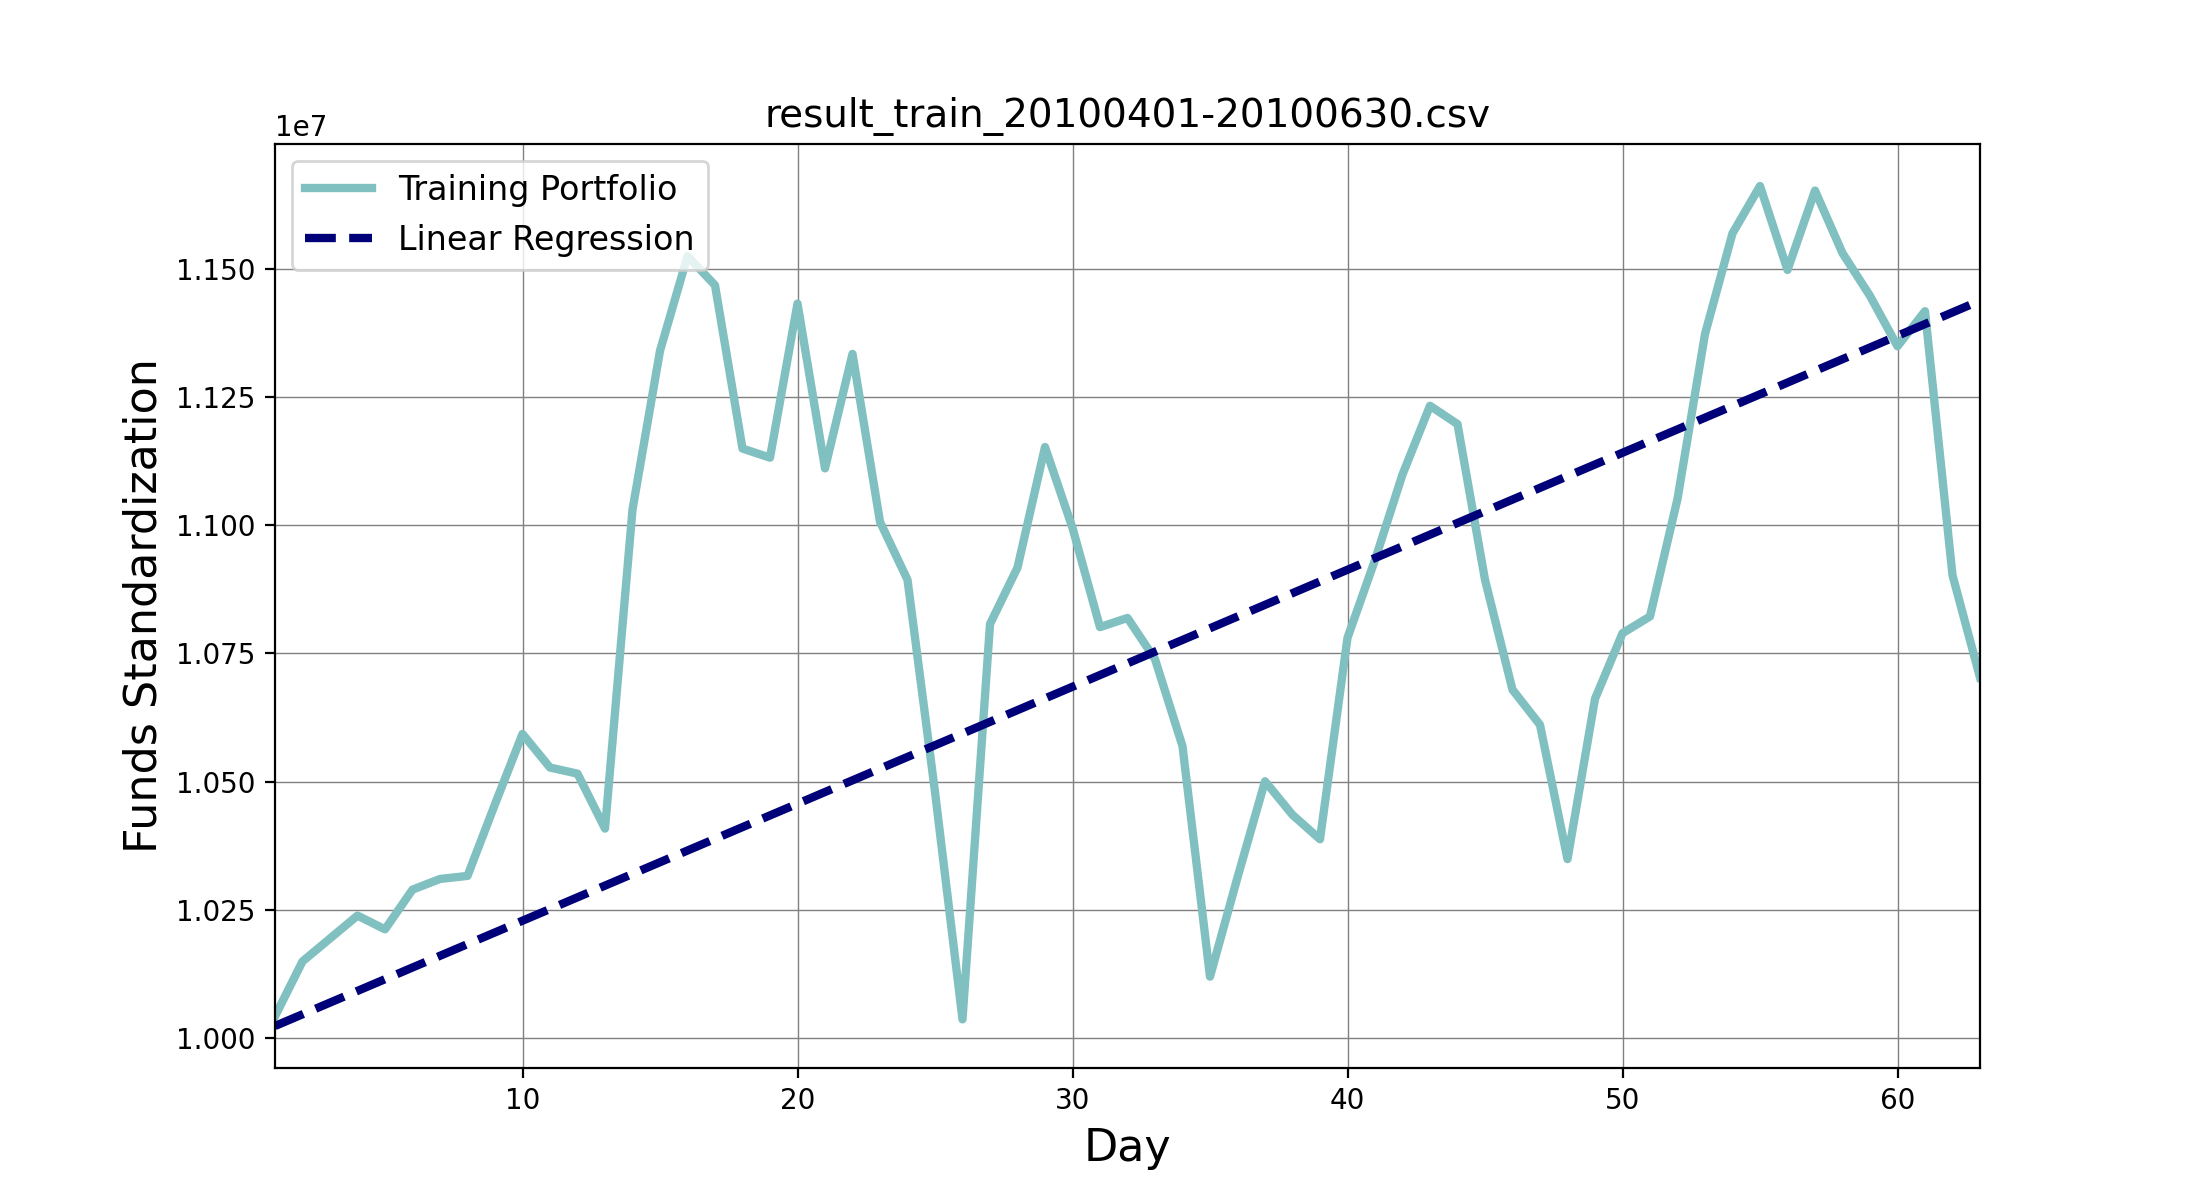 result_train_20100401-20100630.csv
1e7
Training Portfolio
Linear Regression
1.150
1.125
1.100
1.075
1.050
1.025
1.000
Funds Standardization
10 20 30 40 50 60
Day